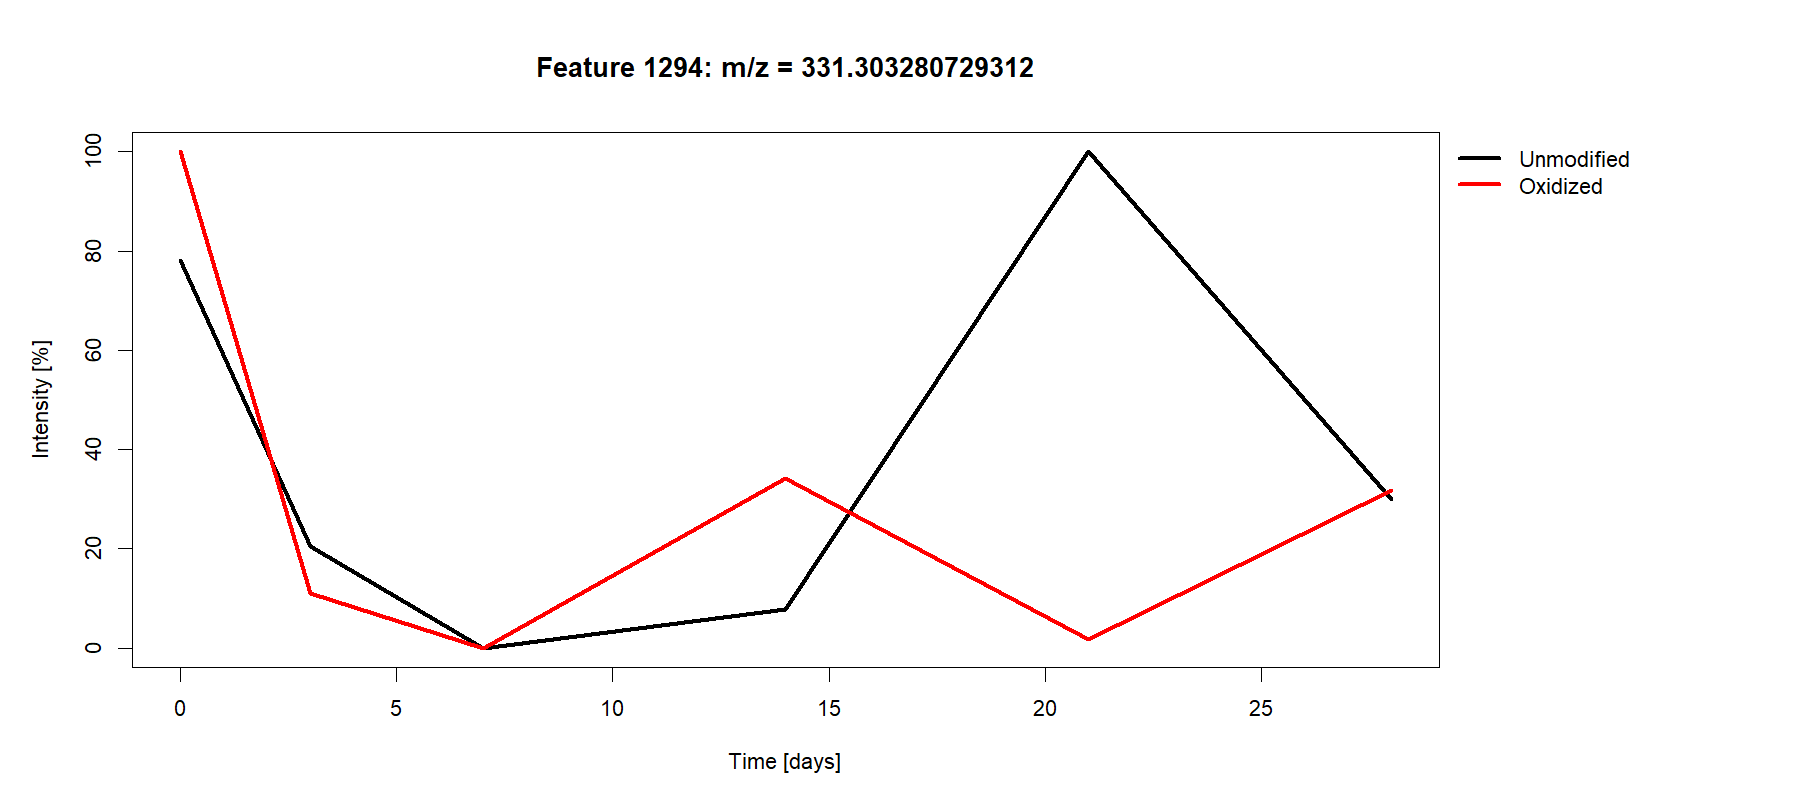 Feature 1294: m/z = 331.303280729312
Unmodified
Oxidized
Intensity [%]
100
80
60
40
20
0
0 5 10 15 20 25
Time [days]